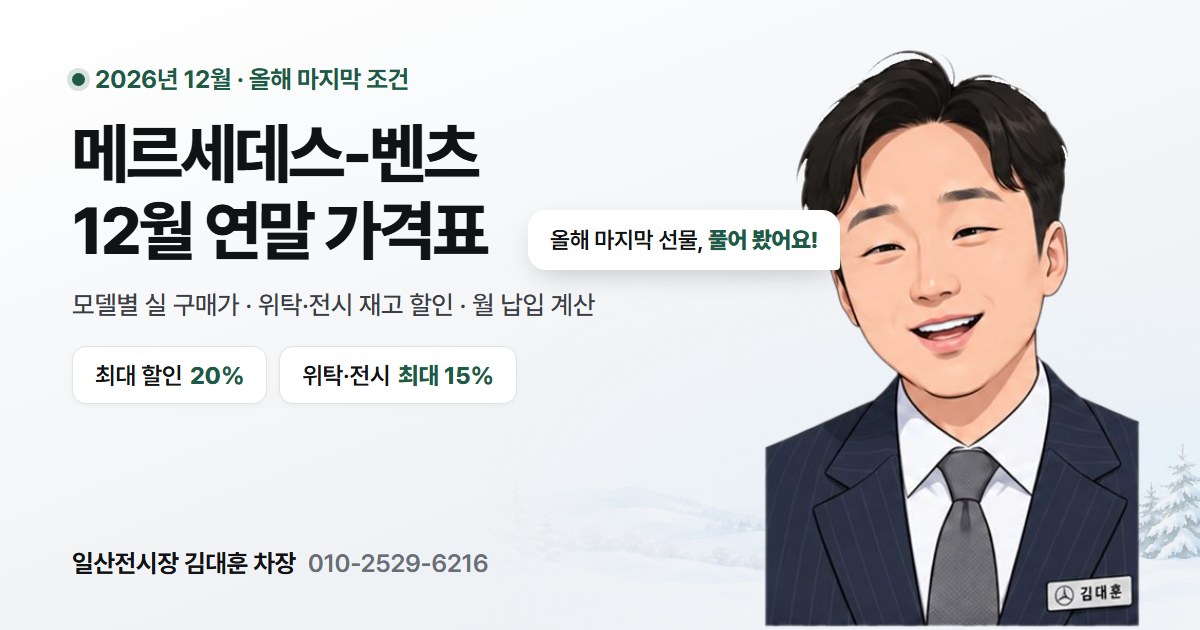 2026년 12월 · 올해 마지막 조건
메르세데스-벤츠
12월 연말 가격표
올해 마지막 선물, 풀어 봤어요!
모델별 실 구매가 · 위탁·전시 재고 할인 · 월 납입 계산
최대 할인 20%
위탁·전시 최대 15%
일산전시장 김대훈 차장 010-2529-6216
김대훈